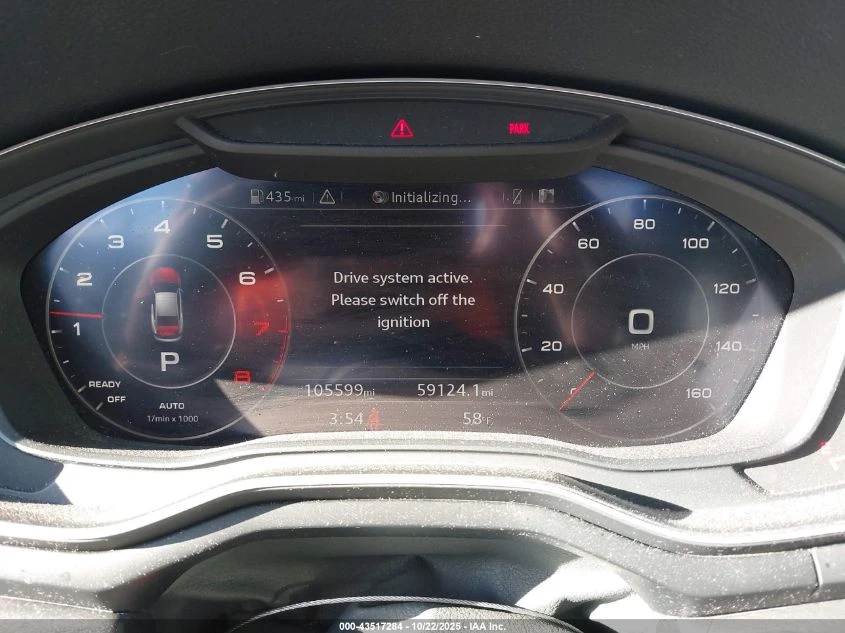 PARK
435 mi
Initializing...
Drive system active.
Please switch off the
ignition
1
2
3
4
5
6
7
8
P
READY
OFF
AUTO
1/min x 1000
0
20
40
60
80
100
120
140
160
0
MPH
105599 mi
59124.1 mi
3:54
58°F
000-43517284 - 10/22/2025 - IAA Inc.